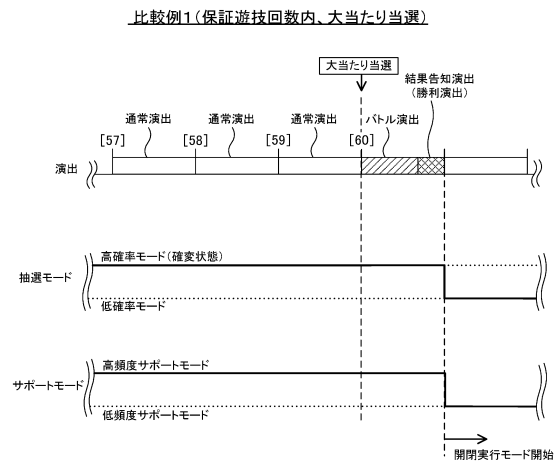 比較例1(保証遊技回数内、大当たり当選)
大当たり当選
結果告知演出
(勝利演出)
通常演出
通常演出
通常演出
バトル演出
[57]
[58]
[59]
[60]
演出
高確率モード(確変状態)
抽選モード
低確率モード
高頻度サポートモード
サポートモード
低頻度サポートモード
開閉実行モード開始